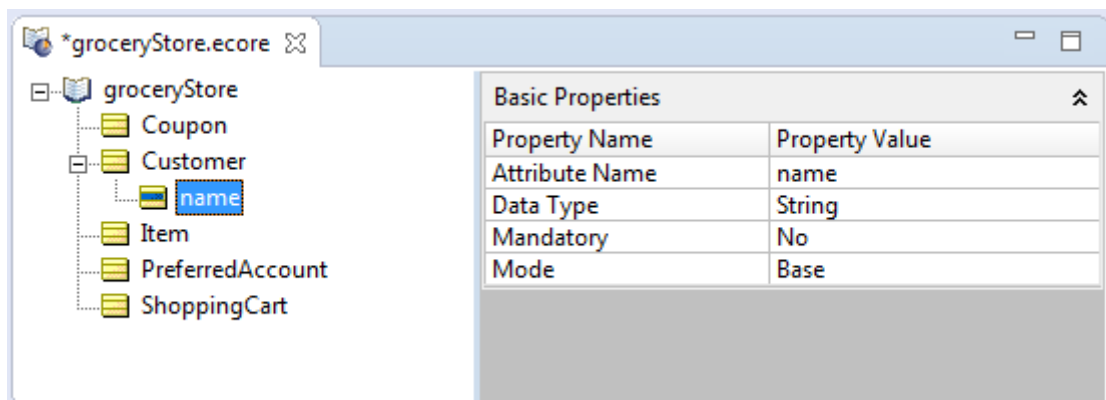 *groceryStore.ecore
groceryStore
Coupon
Customer
name
Item
PreferredAccount
ShoppingCart
Basic Properties
Property Name Property Value
Attribute Name name
Data Type String
Mandatory No
Mode Base